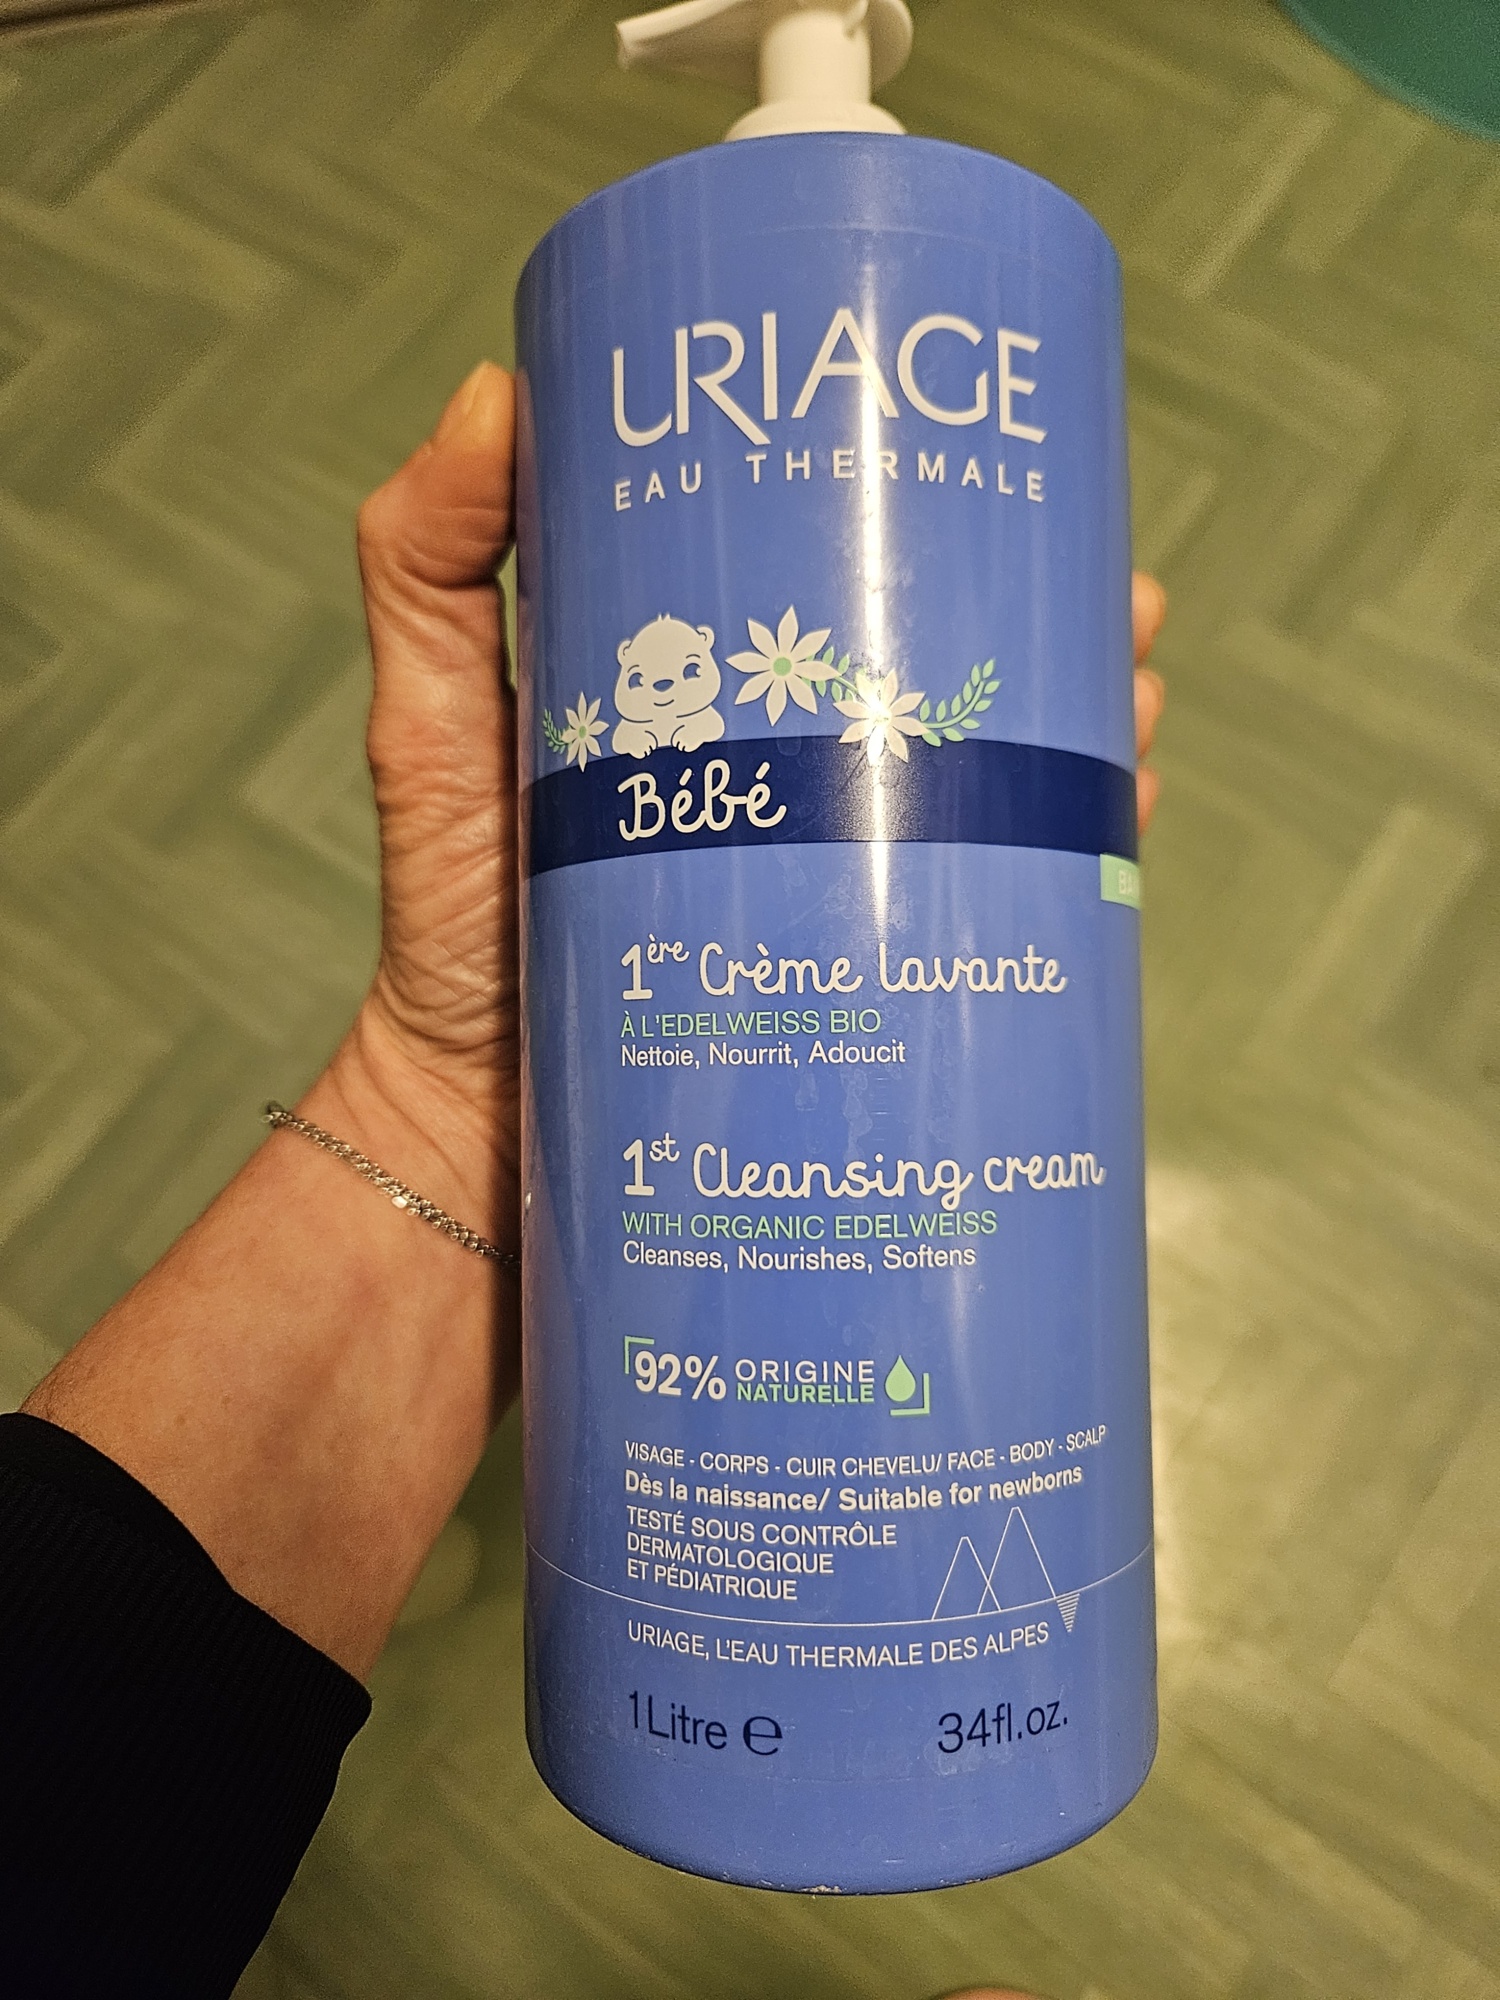 URIAGE
EAU THERMALE
Bébé
1ère Crème lavante
À L'EDELWEISS BIO
Nettoie, Nourrit, Adoucit
1st Cleansing cream
WITH ORGANIC EDELWEISS
Cleanses, Nourishes, Softens
92% ORIGINE
NATURELLE
VISAGE - CORPS - CUIR CHEVELU/ FACE - BODY - SCALP
Dès la naissance/ Suitable for newborns
TESTÉ SOUS CONTRÔLE
DERMATOLOGIQUE
ET PÉDIATRIQUE
URIAGE, L'EAU THERMALE DES ALPES
1 Litre ℮ 34fl.oz.